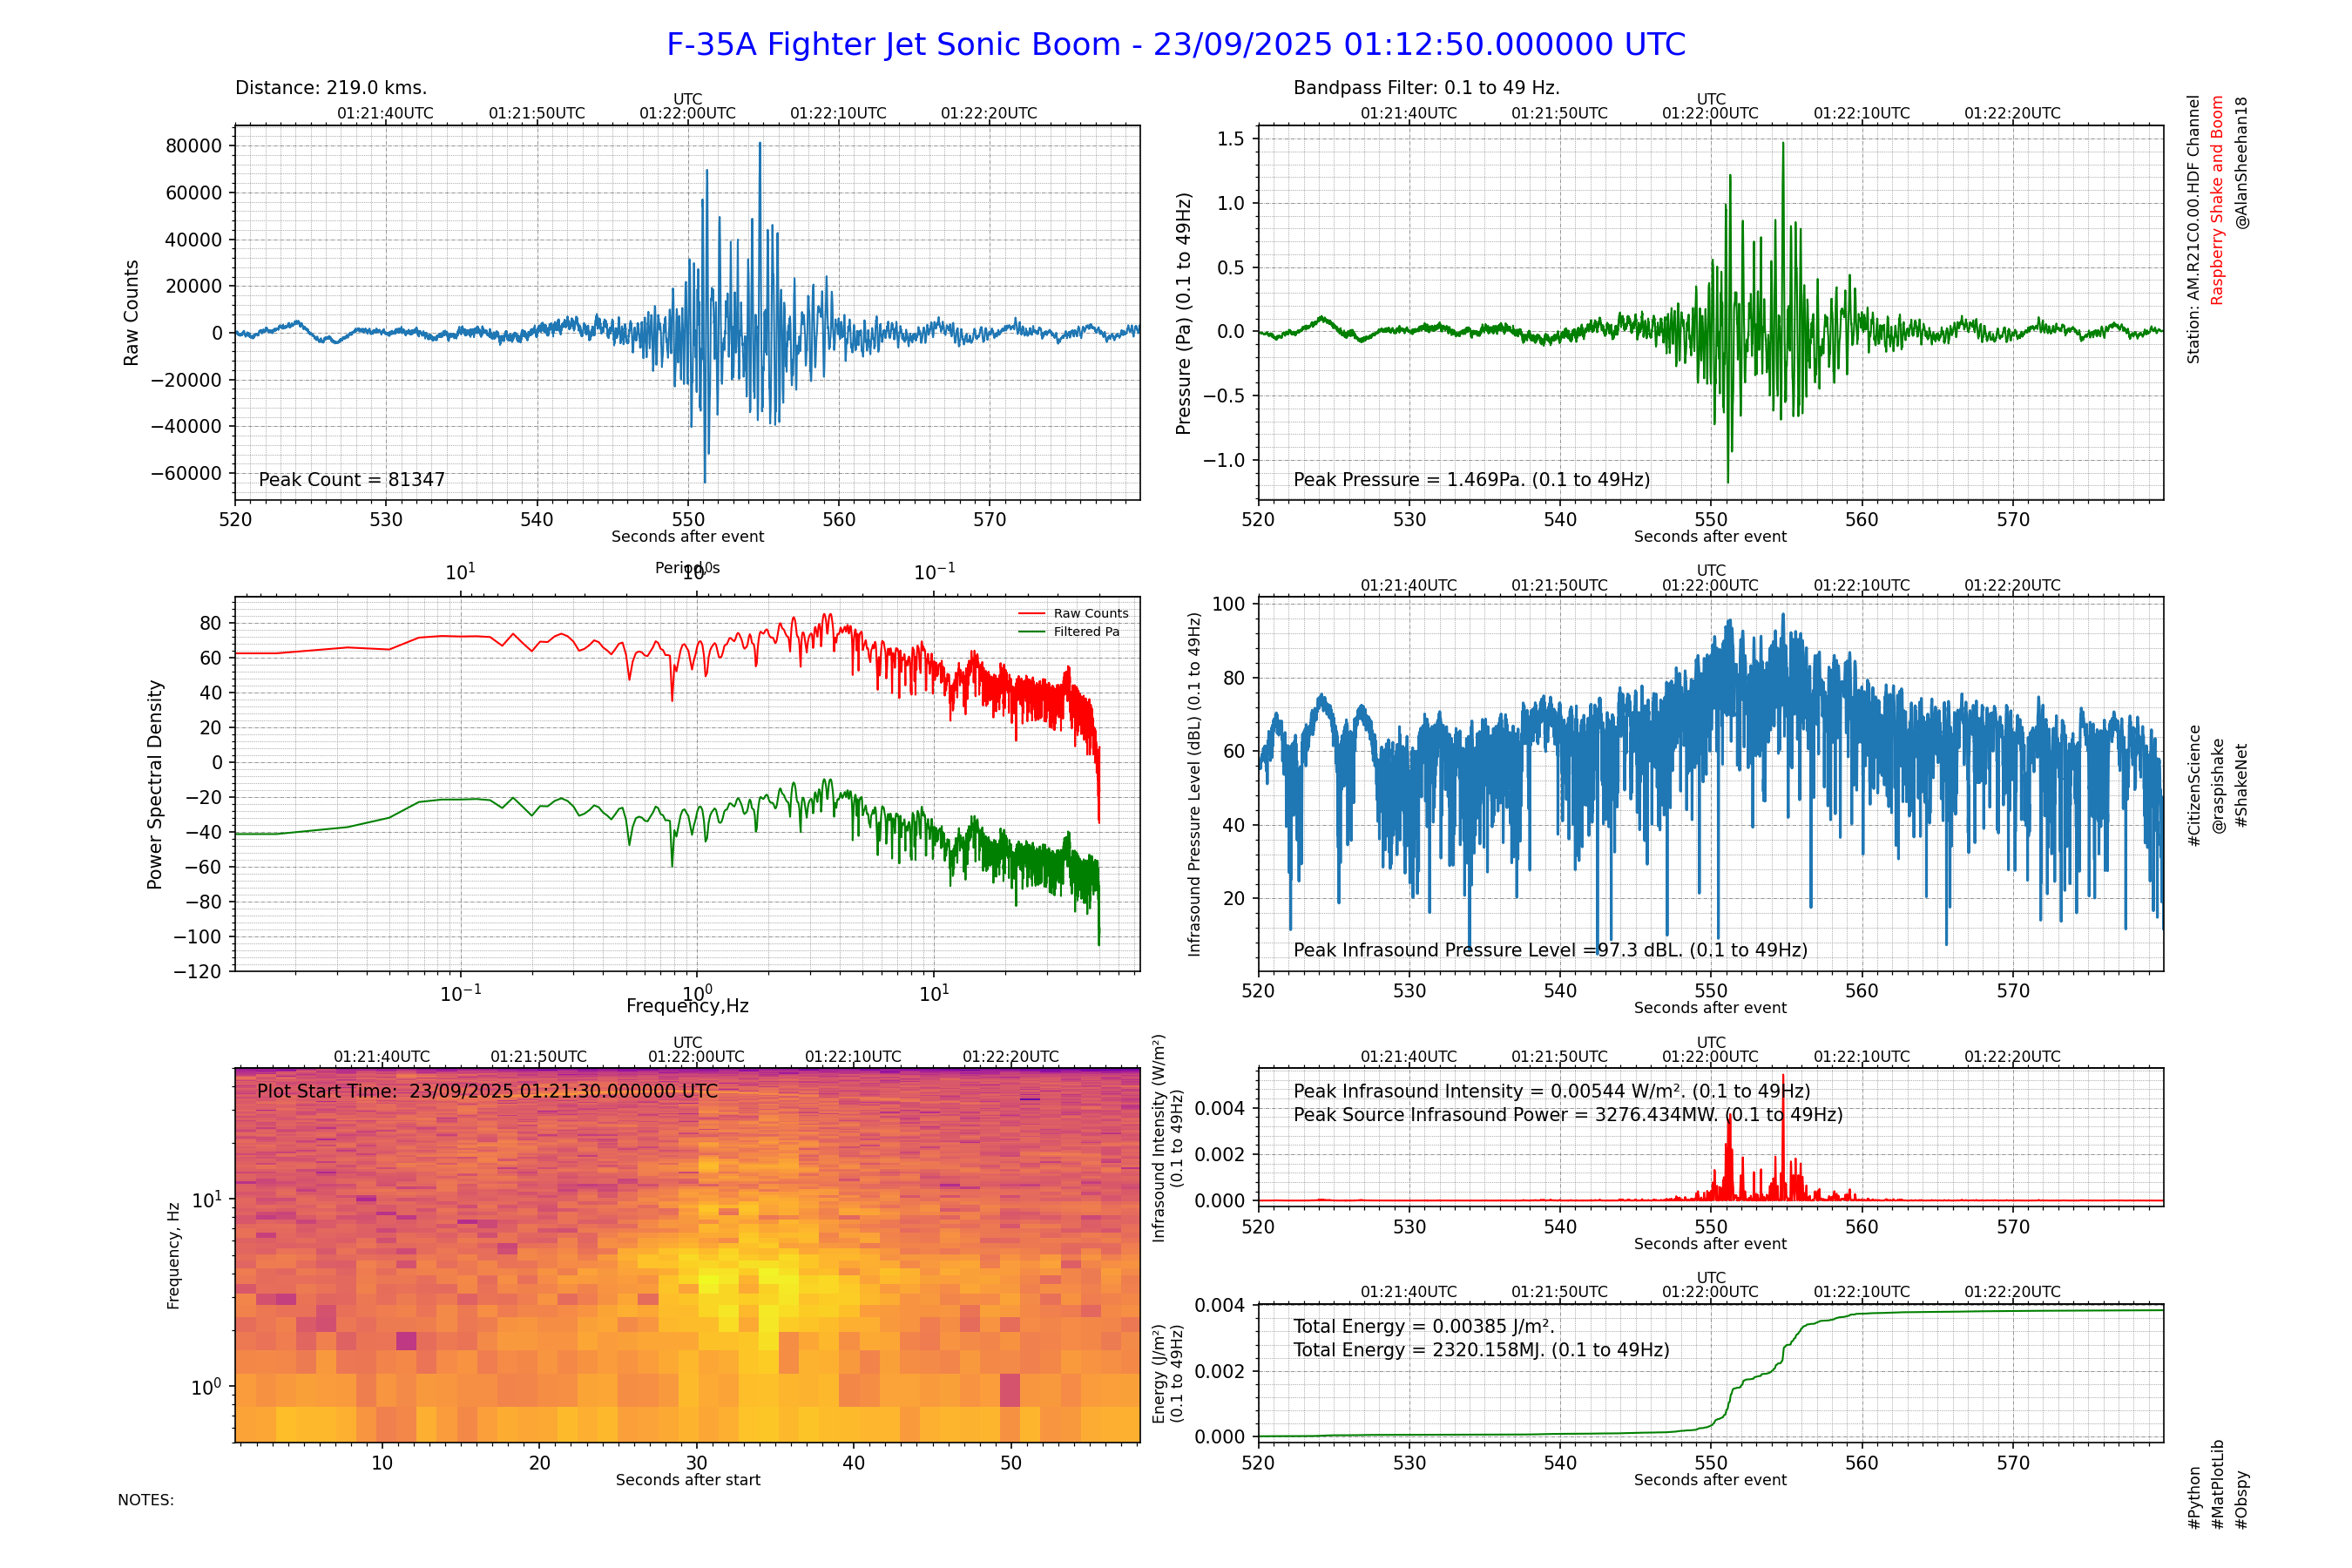 F-35A Fighter Jet Sonic Boom - 23/09/2025 01:12:50.000000 UTC
Distance: 219.0 kms.
UTC
01:21:40UTC 01:21:50UTC 01:22:00UTC 01:22:10UTC 01:22:20UTC
Raw Counts
80000
60000
40000
20000
0
−20000
−40000
−60000
Peak Count = 81347
520 530 540 550 560 570
Seconds after event
Bandpass Filter: 0.1 to 49 Hz.
UTC
01:21:40UTC 01:21:50UTC 01:22:00UTC 01:22:10UTC 01:22:20UTC
Pressure (Pa) (0.1 to 49Hz)
1.5
1.0
0.5
0.0
−0.5
−1.0
Peak Pressure = 1.469Pa. (0.1 to 49Hz)
520 530 540 550 560 570
Seconds after event
Station: AM.R21C0.00.HDF Channel
Raspberry Shake and Boom
@AlanSheehan18
Period, s
10¹ 10⁰ 10⁻¹
Power Spectral Density
80
60
40
20
0
−20
−40
−60
−80
−100
−120
Raw Counts
Filtered Pa
10⁻¹ 10⁰ 10¹
Frequency,Hz
UTC
01:21:40UTC 01:21:50UTC 01:22:00UTC 01:22:10UTC 01:22:20UTC
Infrasound Pressure Level (dBL) (0.1 to 49Hz)
100
80
60
40
20
Peak Infrasound Pressure Level =97.3 dBL. (0.1 to 49Hz)
520 530 540 550 560 570
Seconds after event
#CitizenScience
@raspishake
#ShakeNet
UTC
01:21:40UTC 01:21:50UTC 01:22:00UTC 01:22:10UTC 01:22:20UTC
Plot Start Time: 23/09/2025 01:21:30.000000 UTC
Frequency, Hz
10¹
10⁰
10 20 30 40 50
Seconds after start
UTC
01:21:40UTC 01:21:50UTC 01:22:00UTC 01:22:10UTC 01:22:20UTC
Infrasound Intensity (W/m²)
(0.1 to 49Hz)
0.004
0.002
0.000
Peak Infrasound Intensity = 0.00544 W/m². (0.1 to 49Hz)
Peak Source Infrasound Power = 3276.434MW. (0.1 to 49Hz)
520 530 540 550 560 570
Seconds after event
UTC
01:21:40UTC 01:21:50UTC 01:22:00UTC 01:22:10UTC 01:22:20UTC
Energy (J/m²)
(0.1 to 49Hz)
0.004
0.002
0.000
Total Energy = 0.00385 J/m².
Total Energy = 2320.158MJ. (0.1 to 49Hz)
520 530 540 550 560 570
Seconds after event
NOTES:
#Python
#MatPlotLib
#Obspy